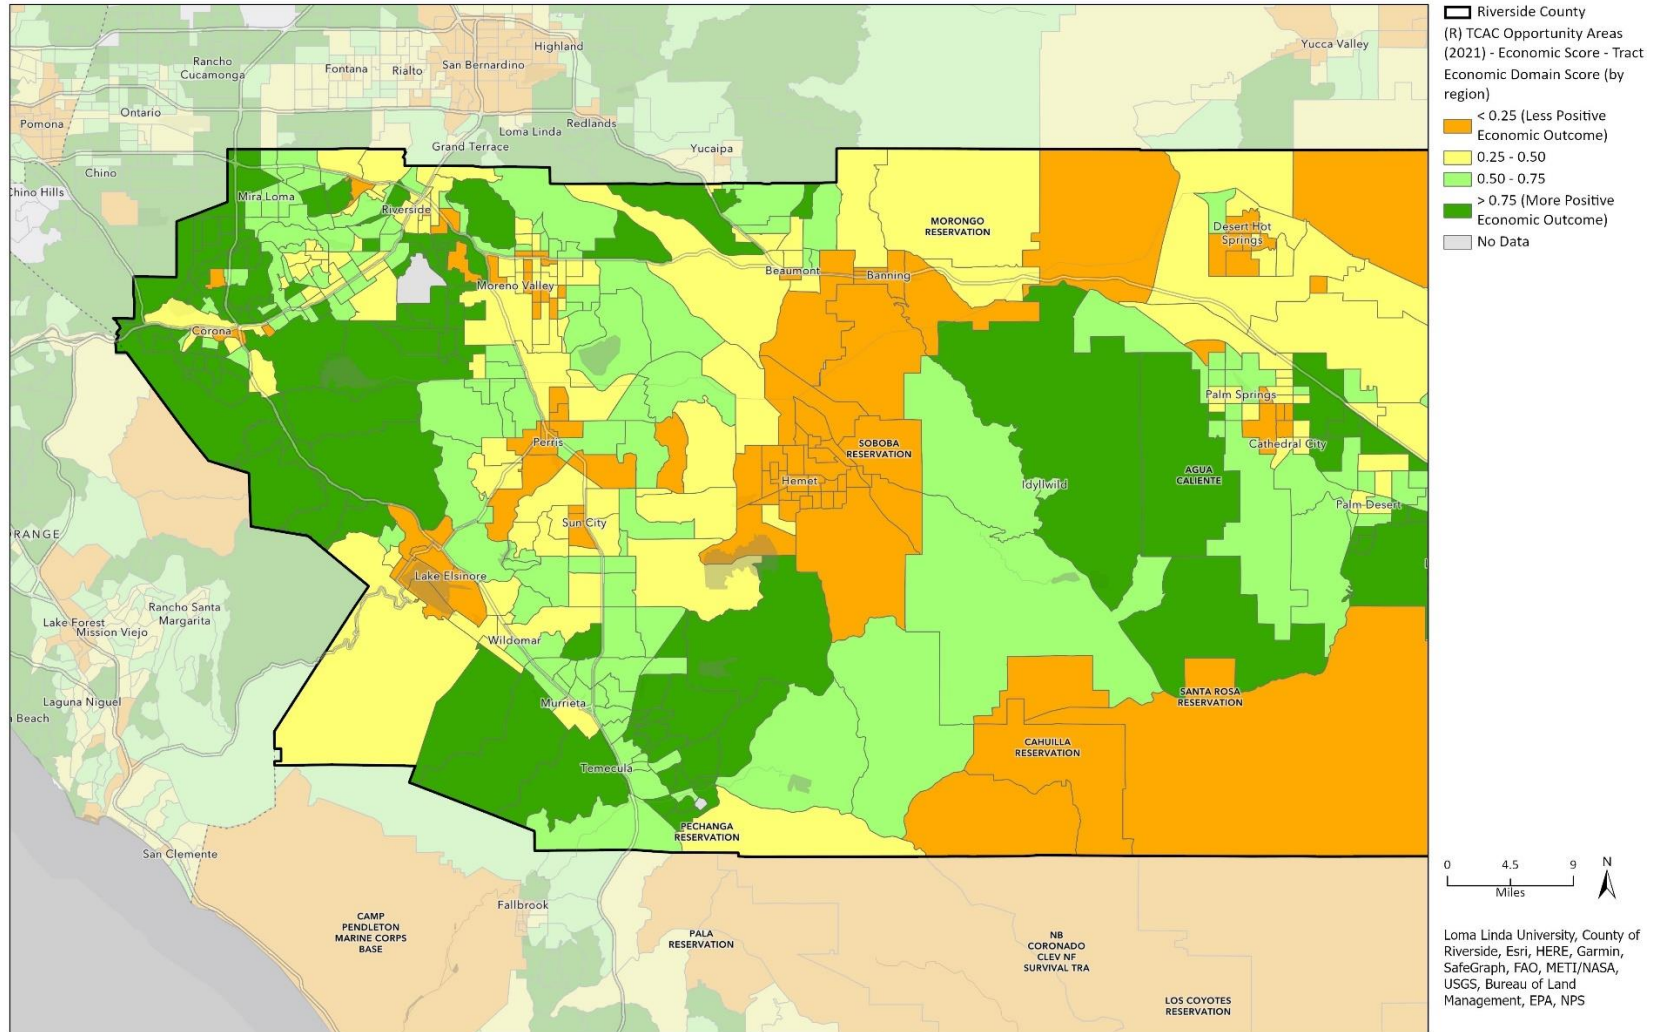 Highland
Yucca Valley
Rancho
Cucamonga
Fontana
Rialto
San Bernardino
Ontario
Pomona
Loma Linda
Redlands
Grand Terrace
Yucaipa
Chino
Chino Hills
Mira Loma
Riverside
MORONGO
RESERVATION
Desert Hot
Springs
Moreno Valley
Beaumont
Banning
Corona
Palm Springs
Perris
SOBOBA
RESERVATION
Cathedral City
Hemet
Idyllwild
AGUA
CALIENTE
Palm Desert
Sun City
RANGE
Lake Elsinore
Rancho Santa
Margarita
Lake Forest
Mission Viejo
Wildomar
Laguna Niguel
Murrieta
SANTA ROSA
RESERVATION
Beach
CAHUILLA
RESERVATION
Temecula
PECHANGA
RESERVATION
San Clemente
Fallbrook
CAMP
PENDLETON
MARINE CORPS
BASE
PALA
RESERVATION
NB
CORONADO
CLEV NF
SURVIVAL TRA
LOS COYOTES
RESERVATION
Riverside County
(R) TCAC Opportunity Areas
(2021) - Economic Score - Tract
Economic Domain Score (by
region)
< 0.25 (Less Positive
Economic Outcome)
0.25 - 0.50
0.50 - 0.75
> 0.75 (More Positive
Economic Outcome)
No Data
0 4.5 9
Miles
N
Loma Linda University, County of
Riverside, Esri, HERE, Garmin,
SafeGraph, FAO, METI/NASA,
USGS, Bureau of Land
Management, EPA, NPS